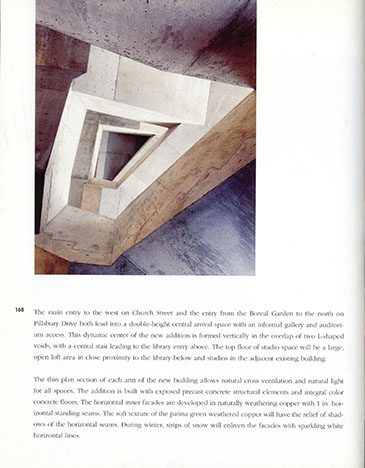 168
The main entry to the west on Church Street and the entry from the Boreal Garden to the north on
Pillsbury Drive both lead into a double-height central arrival space with an informal gallery and auditori-
um access. This dynamic center of the new addition is formed vertically in the overlap of two L-shaped
voids, with a central stair leading to the library entry above. The top floor of studio space will be a large,
open loft area in close proximity to the library below and studios in the adjacent existing building.
The thin plan section of each arm of the new building allows natural cross ventilation and natural light
for all spaces. The addition is built with exposed precast concrete structural elements and integral color
concrete floors. The horizontal inner facades are developed in naturally weathering copper with 1 in. hor-
izontal standing seams. The soft texture of the patina green weathered copper will have the relief of shad-
ows of the horizontal seams. During winter, strips of snow will enliven the facades with sparkling white
horizontal lines.